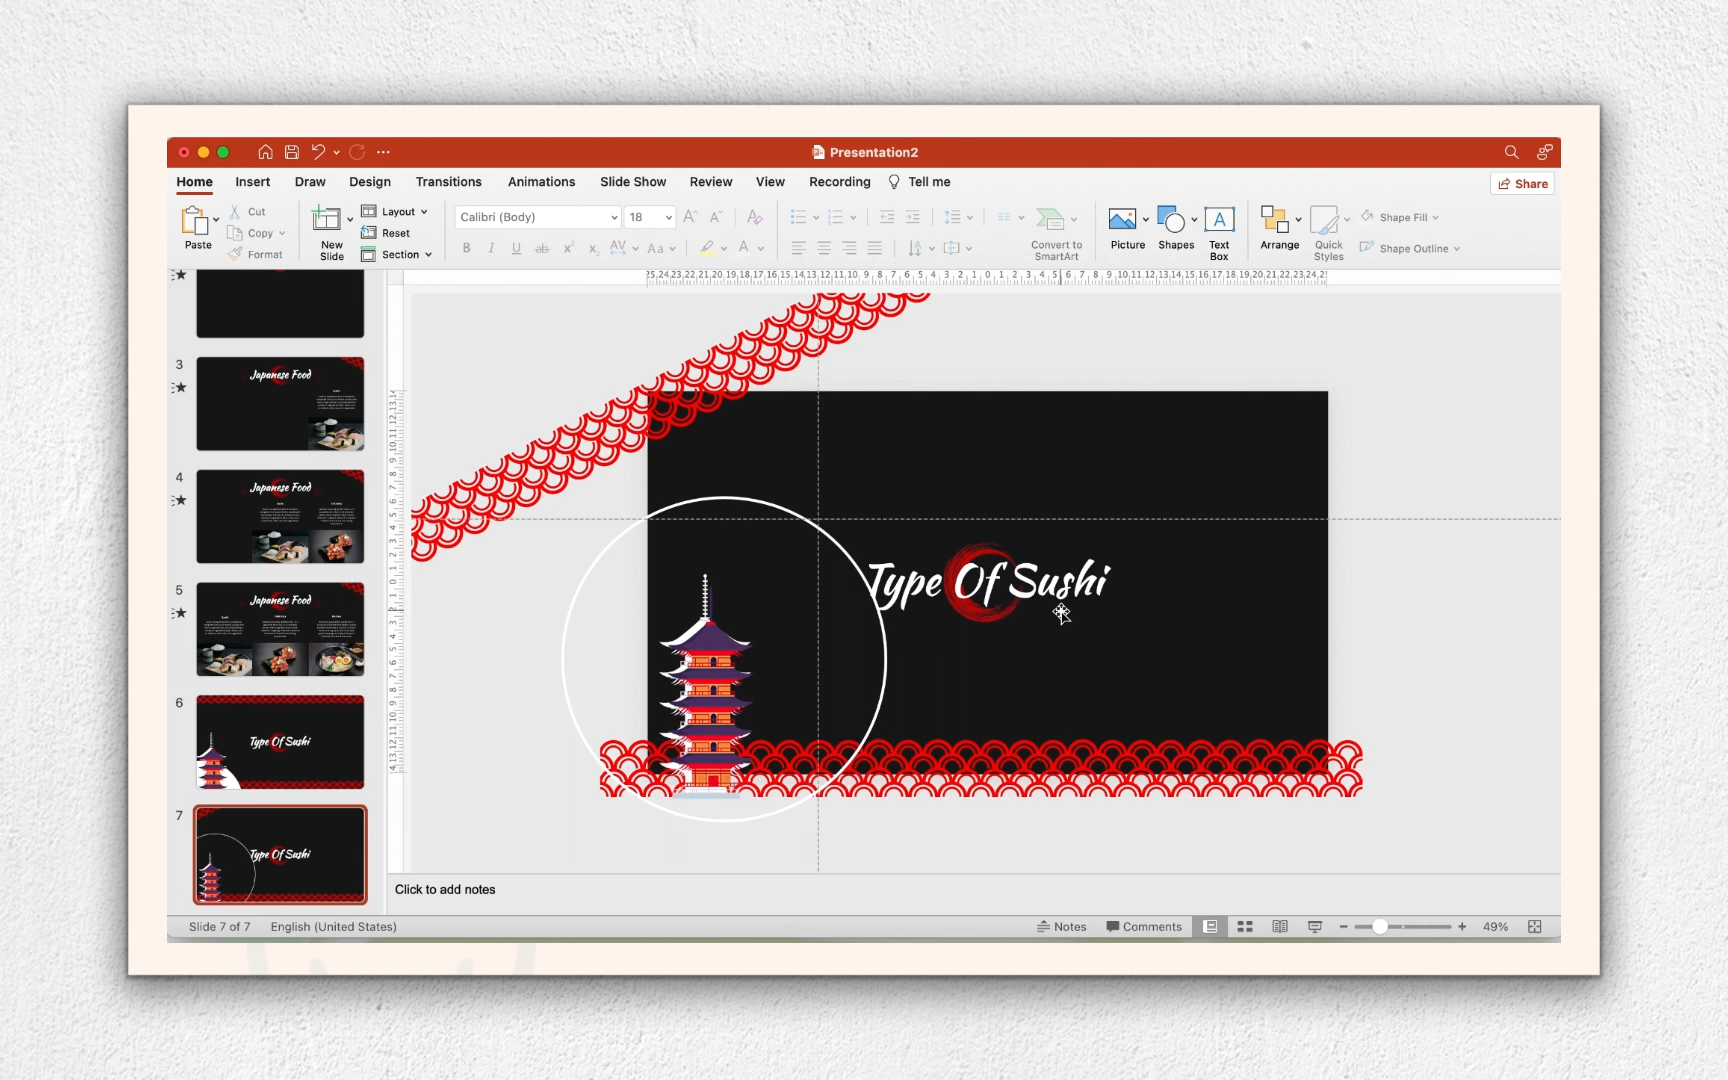 Presentation2
Home Insert Draw Design Transitions Animations Slide Show Review View Recording Tell me Share
Paste Cut Copy Format
New Slide Layout Reset Section
Calibri (Body) 18
Convert to SmartArt
Picture Shapes Text Box
Arrange Quick Styles Shape Fill Shape Outline
3
Japanese Food
4
Japanese Food
5
Japanese Food
6
Type Of Sushi
7
Type Of Sushi
Type Of Sushi
Click to add notes
Slide 7 of 7 English (United States) Notes Comments 49%